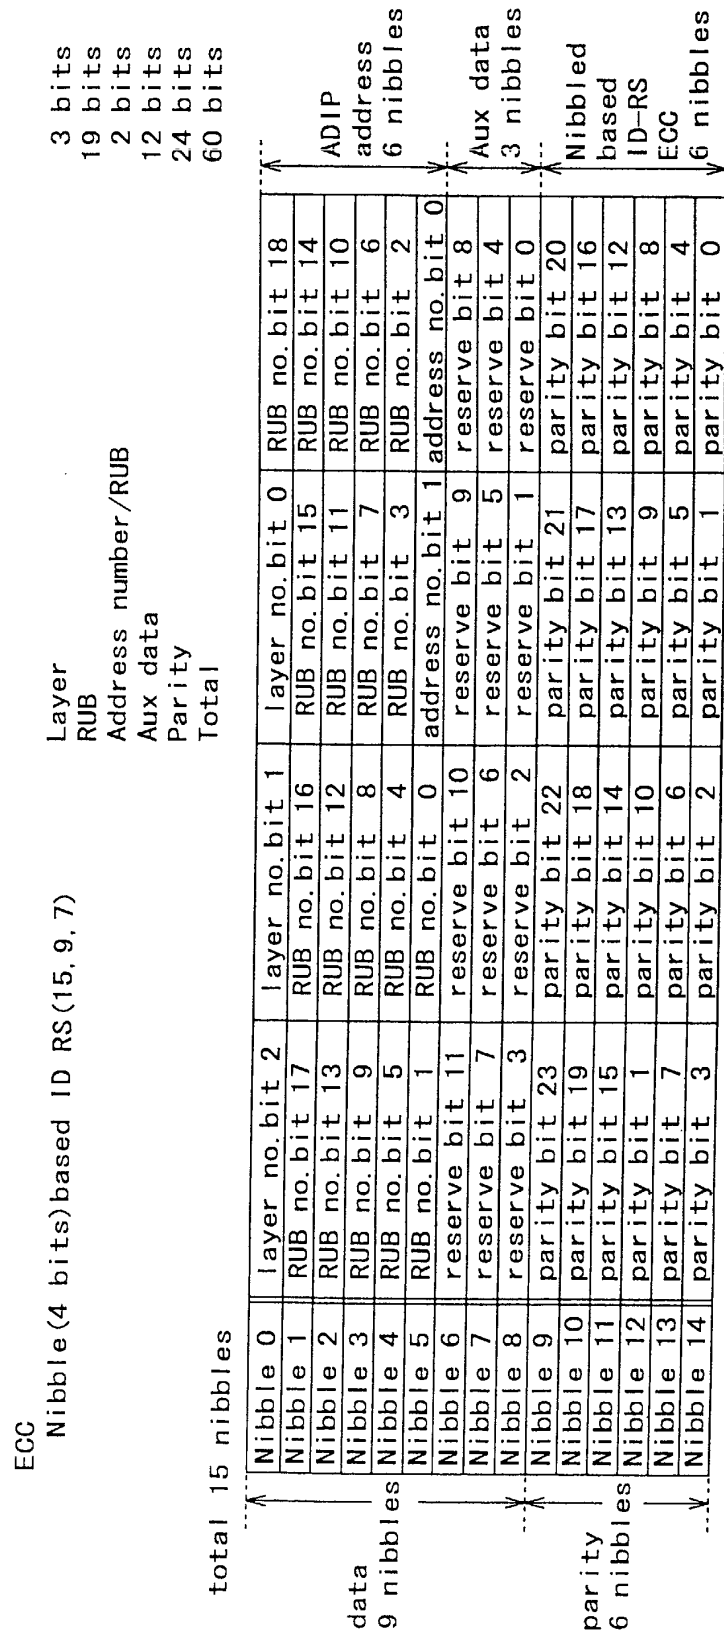 ECC
Nibble(4 bits)based ID RS(15,9,7)
Layer 3 bits
RUB 19 bits
Address number/RUB 2 bits
Aux data 12 bits
Parity 24 bits
Total 60 bits
total 15 nibbles
Nibble 0 layer no.bit 2 layer no.bit 1 layer no.bit 0 RUB no.bit 18
Nibble 1 RUB no.bit 17 RUB no.bit 16 RUB no.bit 15 RUB no.bit 14
Nibble 2 RUB no.bit 13 RUB no.bit 12 RUB no.bit 11 RUB no.bit 10
Nibble 3 RUB no.bit 9 RUB no.bit 8 RUB no.bit 7 RUB no.bit 6
Nibble 4 RUB no.bit 5 RUB no.bit 4 RUB no.bit 3 RUB no.bit 2
Nibble 5 RUB no.bit 1 RUB no.bit 0 address no.bit 1 address no.bit 0
Nibble 6 reserve bit 11 reserve bit 10 reserve bit 9 reserve bit 8
Nibble 7 reserve bit 7 reserve bit 6 reserve bit 5 reserve bit 4
Nibble 8 reserve bit 3 reserve bit 2 reserve bit 1 reserve bit 0
Nibble 9 parity bit 23 parity bit 22 parity bit 21 parity bit 20
Nibble 10 parity bit 19 parity bit 18 parity bit 17 parity bit 16
Nibble 11 parity bit 15 parity bit 14 parity bit 13 parity bit 12
Nibble 12 parity bit 1 parity bit 10 parity bit 9 parity bit 8
Nibble 13 parity bit 7 parity bit 6 parity bit 5 parity bit 4
Nibble 14 parity bit 3 parity bit 2 parity bit 1 parity bit 0
data
9 nibbles
parity
6 nibbles
ADIP
address
6 nibbles
Aux data
3 nibbles
Nibbled
based
ID-RS
ECC
6 nibbles